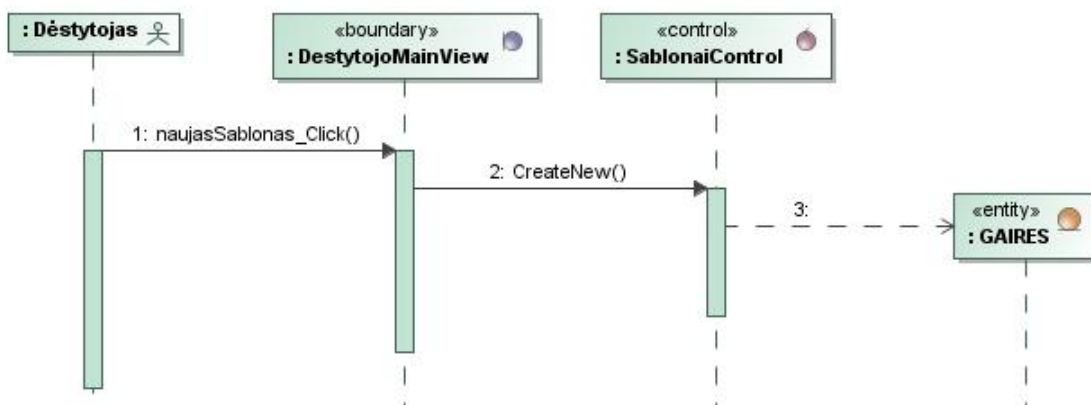 : Dėstytojas
«boundary»
: DestytojoMainView
«control»
: SablonaiControl
1: naujasSablonas_Click()
2: CreateNew()
3:
«entity»
: GAIRES